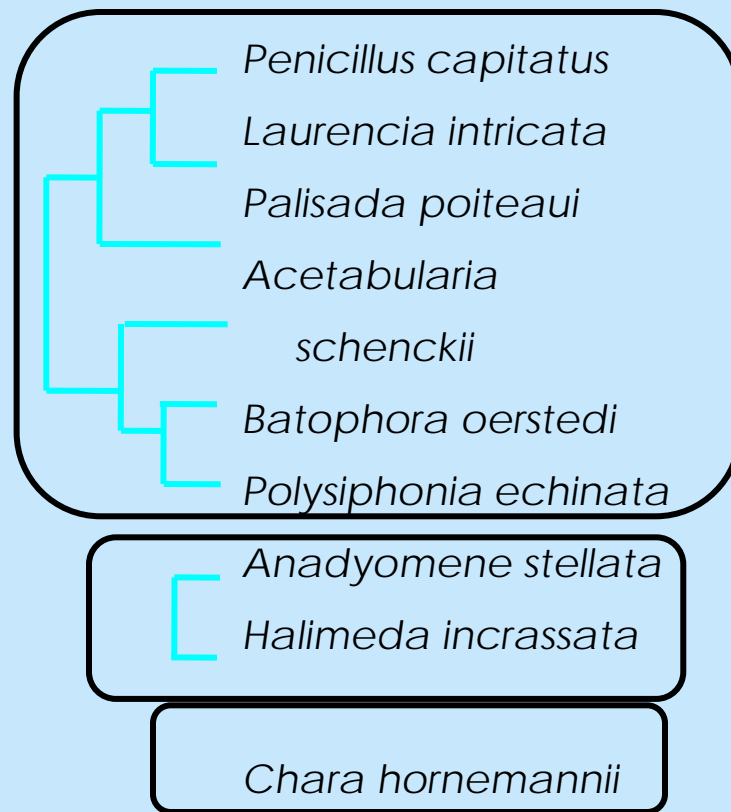 Penicillus capitatus
Laurencia intricata
Palisada poiteaui
Acetabularia
schenckii
Batophora oerstedi
Polysiphonia echinata
Anadyomene stellata
Halimeda incrassata
Chara hornemannii